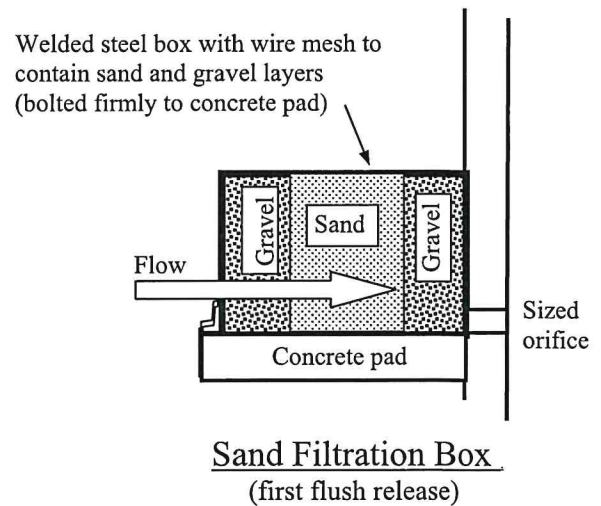 Welded steel box with wire mesh to
contain sand and gravel layers
(bolted firmly to concrete pad)
Gravel
Sand
Gravel
Flow
Sized
orifice
Concrete pad
Sand Filtration Box
(first flush release)